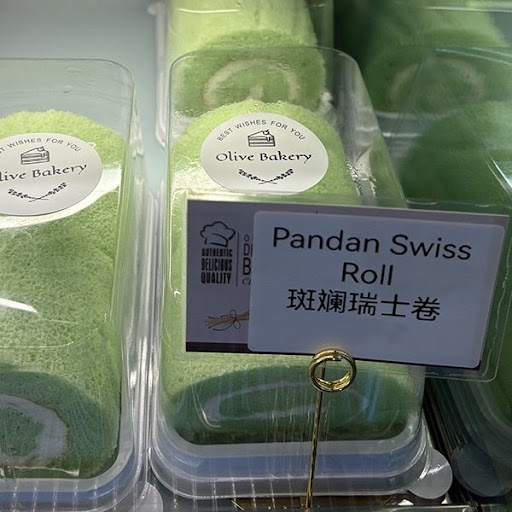 BEST WISHES FOR YOU
Olive Bakery
BEST WISHES FOR YOU
Olive Bakery
AUTHENTIC
DELICIOUS
QUALITY
Pandan Swiss
Roll
斑斓瑞士卷